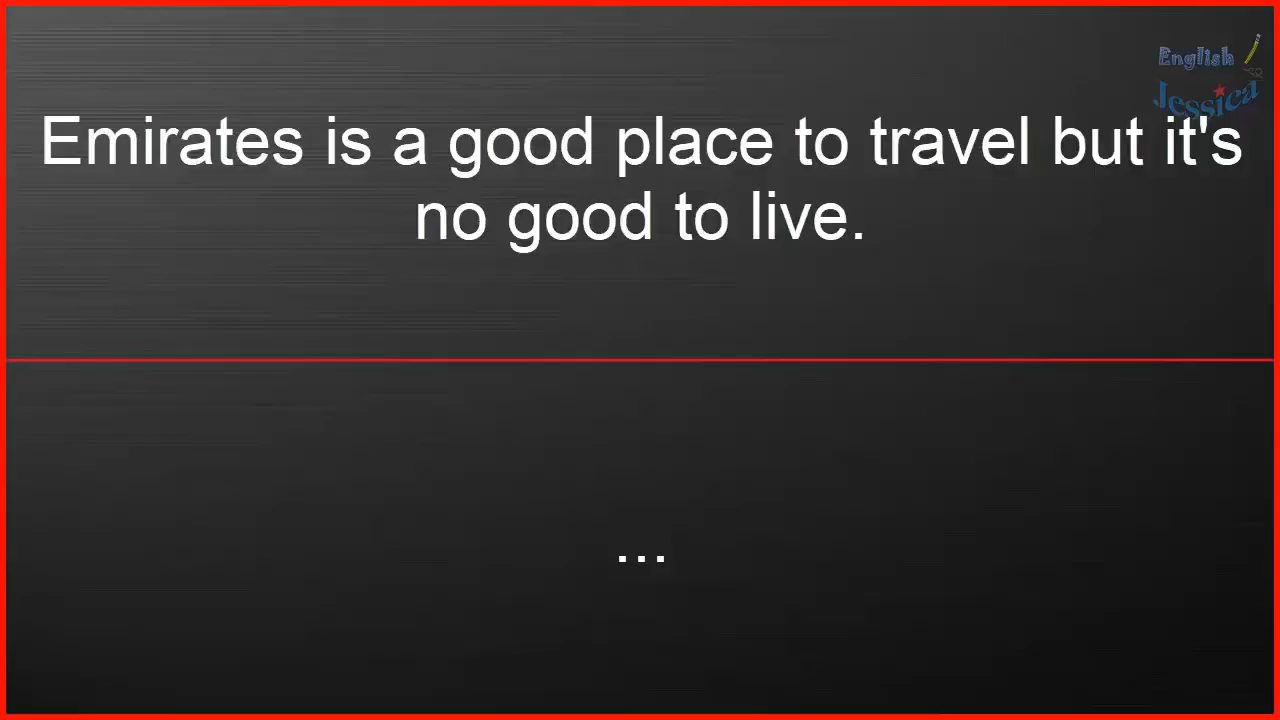 English
Jessica
Emirates is a good place to travel but it's
no good to live.
...